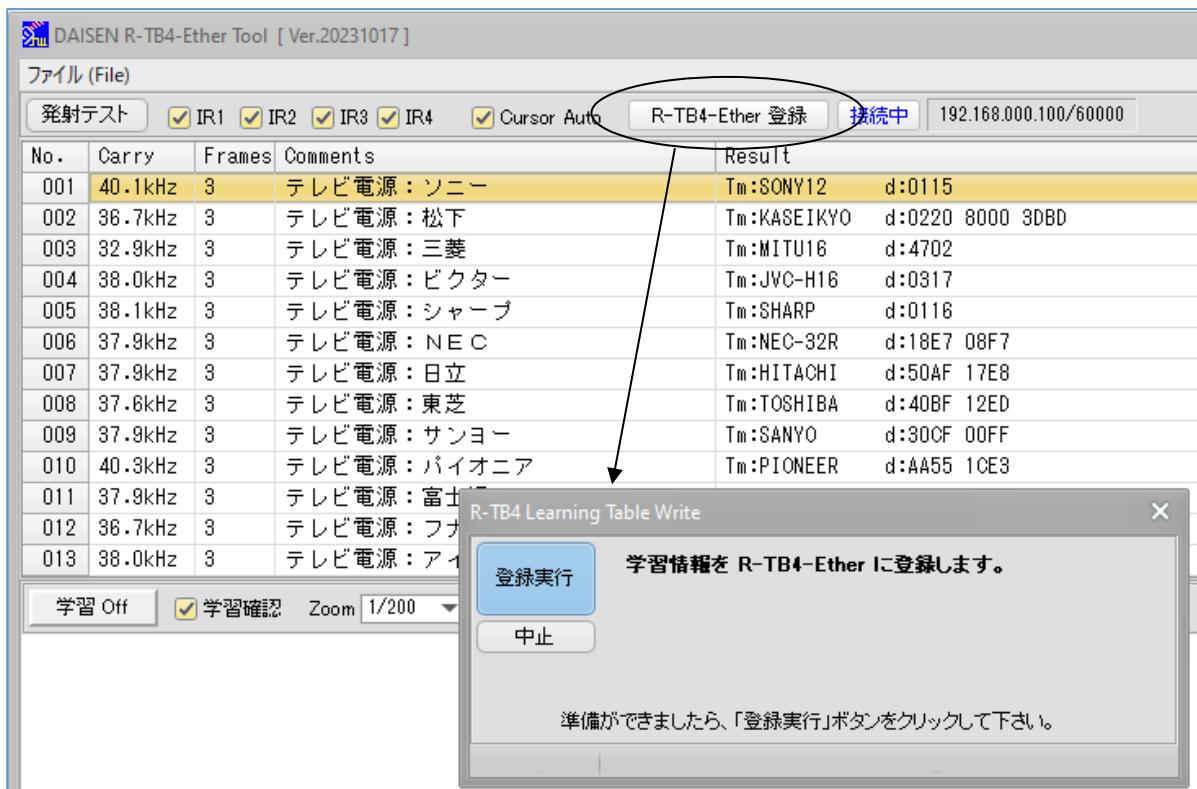 DAISEN R-TB4-Ether Tool [ Ver.20231017 ]
ファイル (File)
発射テスト IR1 IR2 IR3 IR4 Cursor Auto R-TB4-Ether 登録 接続中 192.168.000.100/60000
No. Carry Frames Comments Result
001 40.1kHz 3 テレビ電源：ソニー Tm:SONY12 d:0115
002 36.7kHz 3 テレビ電源：松下 Tm:KASEIKYO d:0220 8000 3DBD
003 32.9kHz 3 テレビ電源：三菱 Tm:MITU16 d:4702
004 38.0kHz 3 テレビ電源：ビクター Tm:JVC-H16 d:0317
005 38.1kHz 3 テレビ電源：シャープ Tm:SHARP d:0116
006 37.9kHz 3 テレビ電源：ＮＥＣ Tm:NEC-32R d:18E7 08F7
007 37.9kHz 3 テレビ電源：日立 Tm:HITACHI d:50AF 17E8
008 37.6kHz 3 テレビ電源：東芝 Tm:TOSHIBA d:40BF 12ED
009 37.9kHz 3 テレビ電源：サンヨー Tm:SANYO d:30CF 00FF
010 40.3kHz 3 テレビ電源：パイオニア Tm:PIONEER d:AA55 1CE3
011 37.9kHz 3 テレビ電源：富士
012 36.7kHz 3 テレビ電源：フナ
013 38.0kHz 3 テレビ電源：アイ
学習 Off 学習確認 Zoom 1/200
R-TB4 Learning Table Write
登録実行 学習情報を R-TB4-Ether に登録します。
中止
準備ができましたら、「登録実行」ボタンをクリックして下さい。